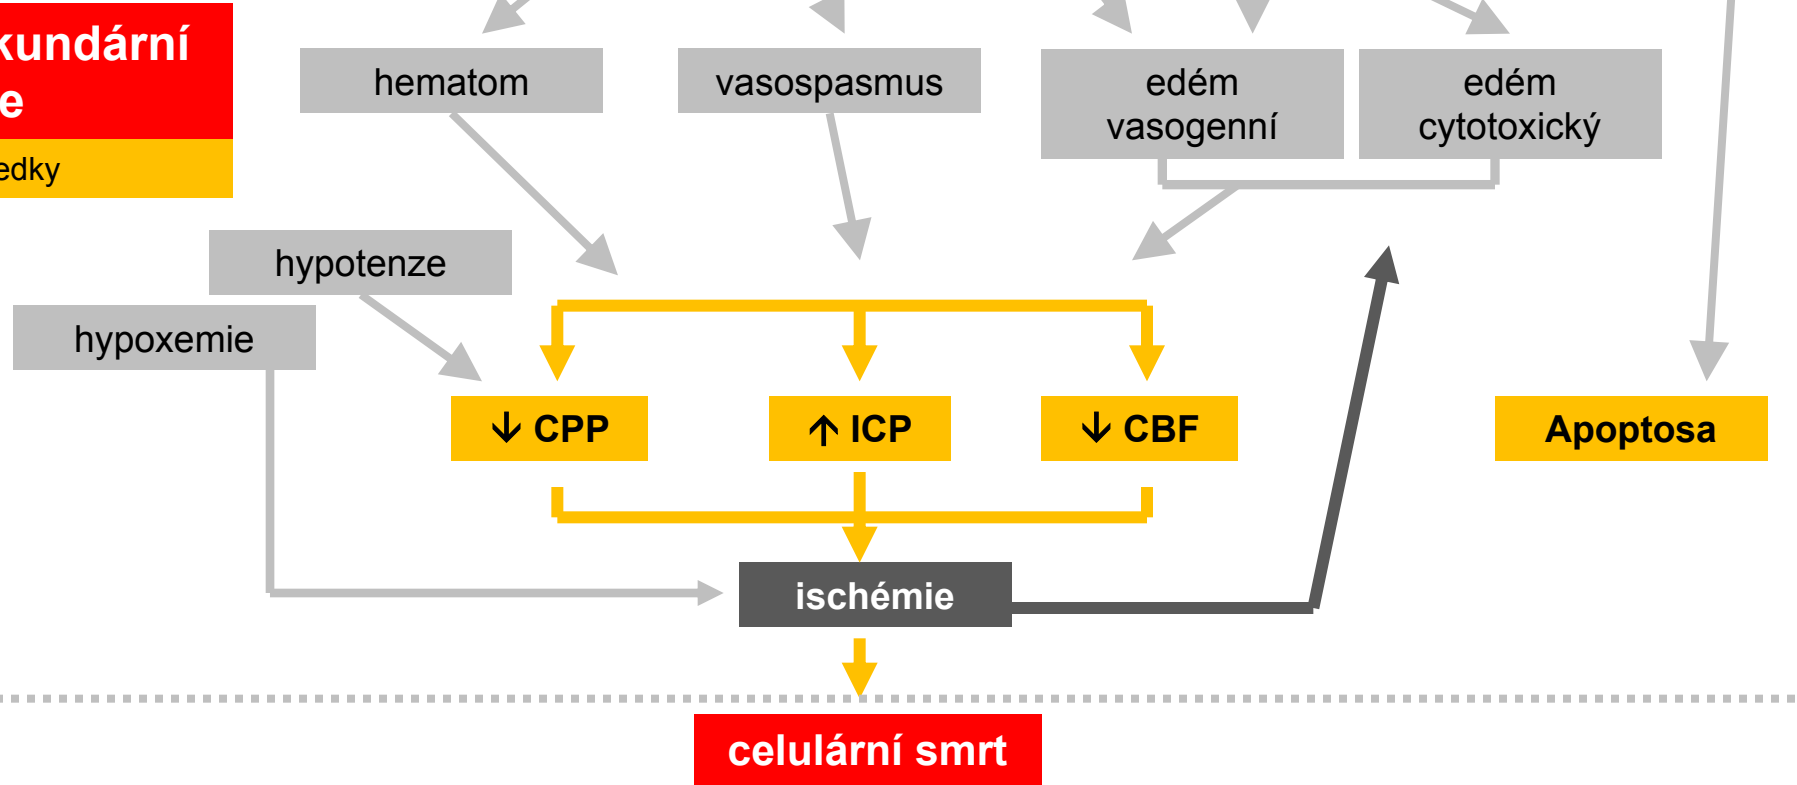 kundární
e
edky
hematom
vasospasmus
edém
vasogenní
edém
cytotoxický
hypotenze
hypoxemie
↓ CPP
↑ ICP
↓ CBF
Apoptosa
ischémie
celulární smrt